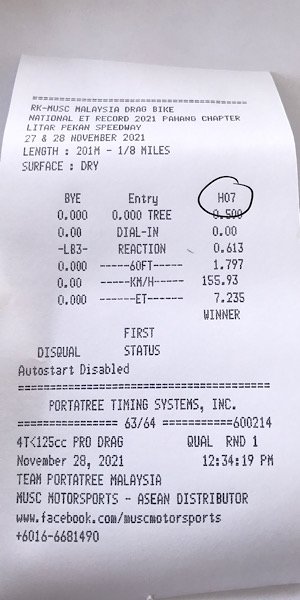 ==========================================
RK-MUSC MALAYSIA DRAG BIKE
NATIONAL ET RECORD 2021 PAHANG CHAPTER
LITAR PEKAN SPEEDWAY
27 & 28 NOVEMBER 2021
LENGTH : 201M - 1/8 MILES
SURFACE : DRY
BYE Entry H07
0.000 0.000 TREE 0.500
0.00 DIAL-IN 0.00
-LB3- REACTION 0.613
0.000 ------60FT------ 1.797
0.00 -----KM/H------ 155.93
0.000 ------ET------- 7.235
WINNER
FIRST
DISQUAL STATUS
Autostart Disabled
==========================================
PORTATREE TIMING SYSTEMS, INC.
=============== 63/64 ===========600214
4T<125cc PRO DRAG QUAL RND 1
November 28, 2021 12:34:19 PM
TEAM PORTATREE MALAYSIA
MUSC MOTORSPORTS - ASEAN DISTRIBUTOR
www.facebook.com/muscmotorsports
+6016-6681490